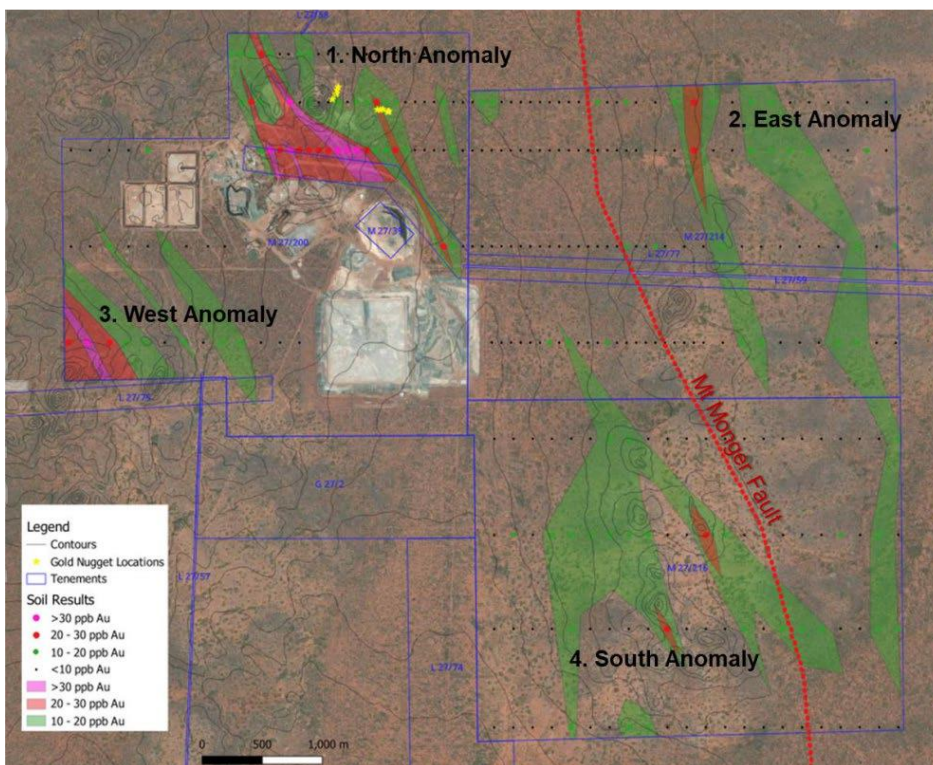 L 27/88
1. North Anomaly
2. East Anomaly
M 27/39
M 27/200
M 27/214
L 27/77
L 27/59
3. West Anomaly
L 27/75
Mt Monger Fault
G 27/2
M 27/216
L 27/57
L 27/74
4. South Anomaly
Legend
Contours
Gold Nugget Locations
Tenements
Soil Results
>30 ppb Au
20 - 30 ppb Au
10 - 20 ppb Au
<10 ppb Au
>30 ppb Au
20 - 30 ppb Au
10 - 20 ppb Au
0 500 1,000 m